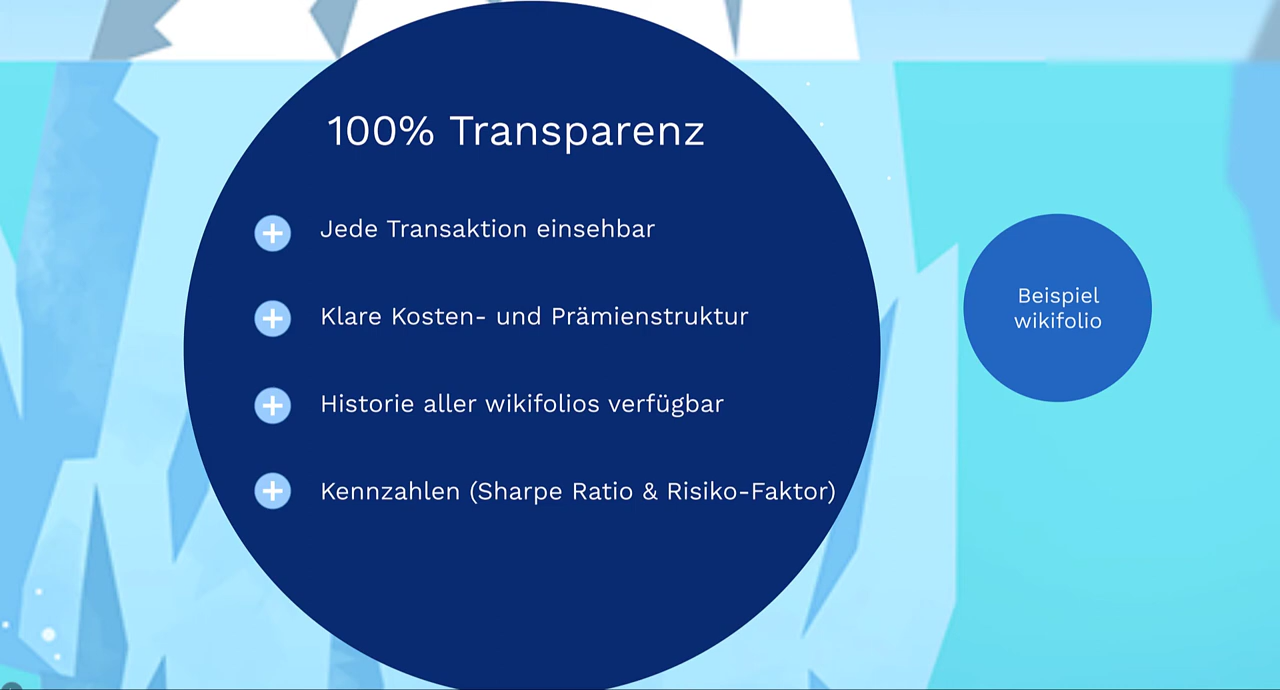 100% Transparenz
Jede Transaktion einsehbar
Klare Kosten- und Prämienstruktur
Historie aller wikifolios verfügbar
Kennzahlen (Sharpe Ratio & Risiko-Faktor)
Beispiel
wikifolio